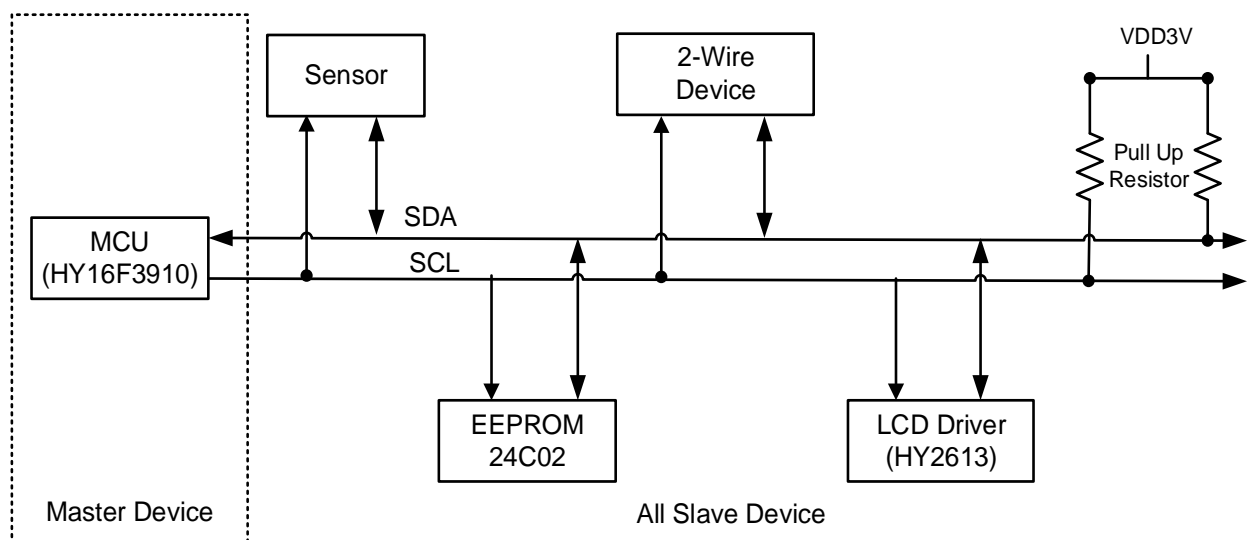 VDD3V
Sensor
2-Wire
Device
Pull Up
Resistor
SDA
MCU
(HY16F3910)
SCL
EEPROM
24C02
LCD Driver
(HY2613)
Master Device
All Slave Device